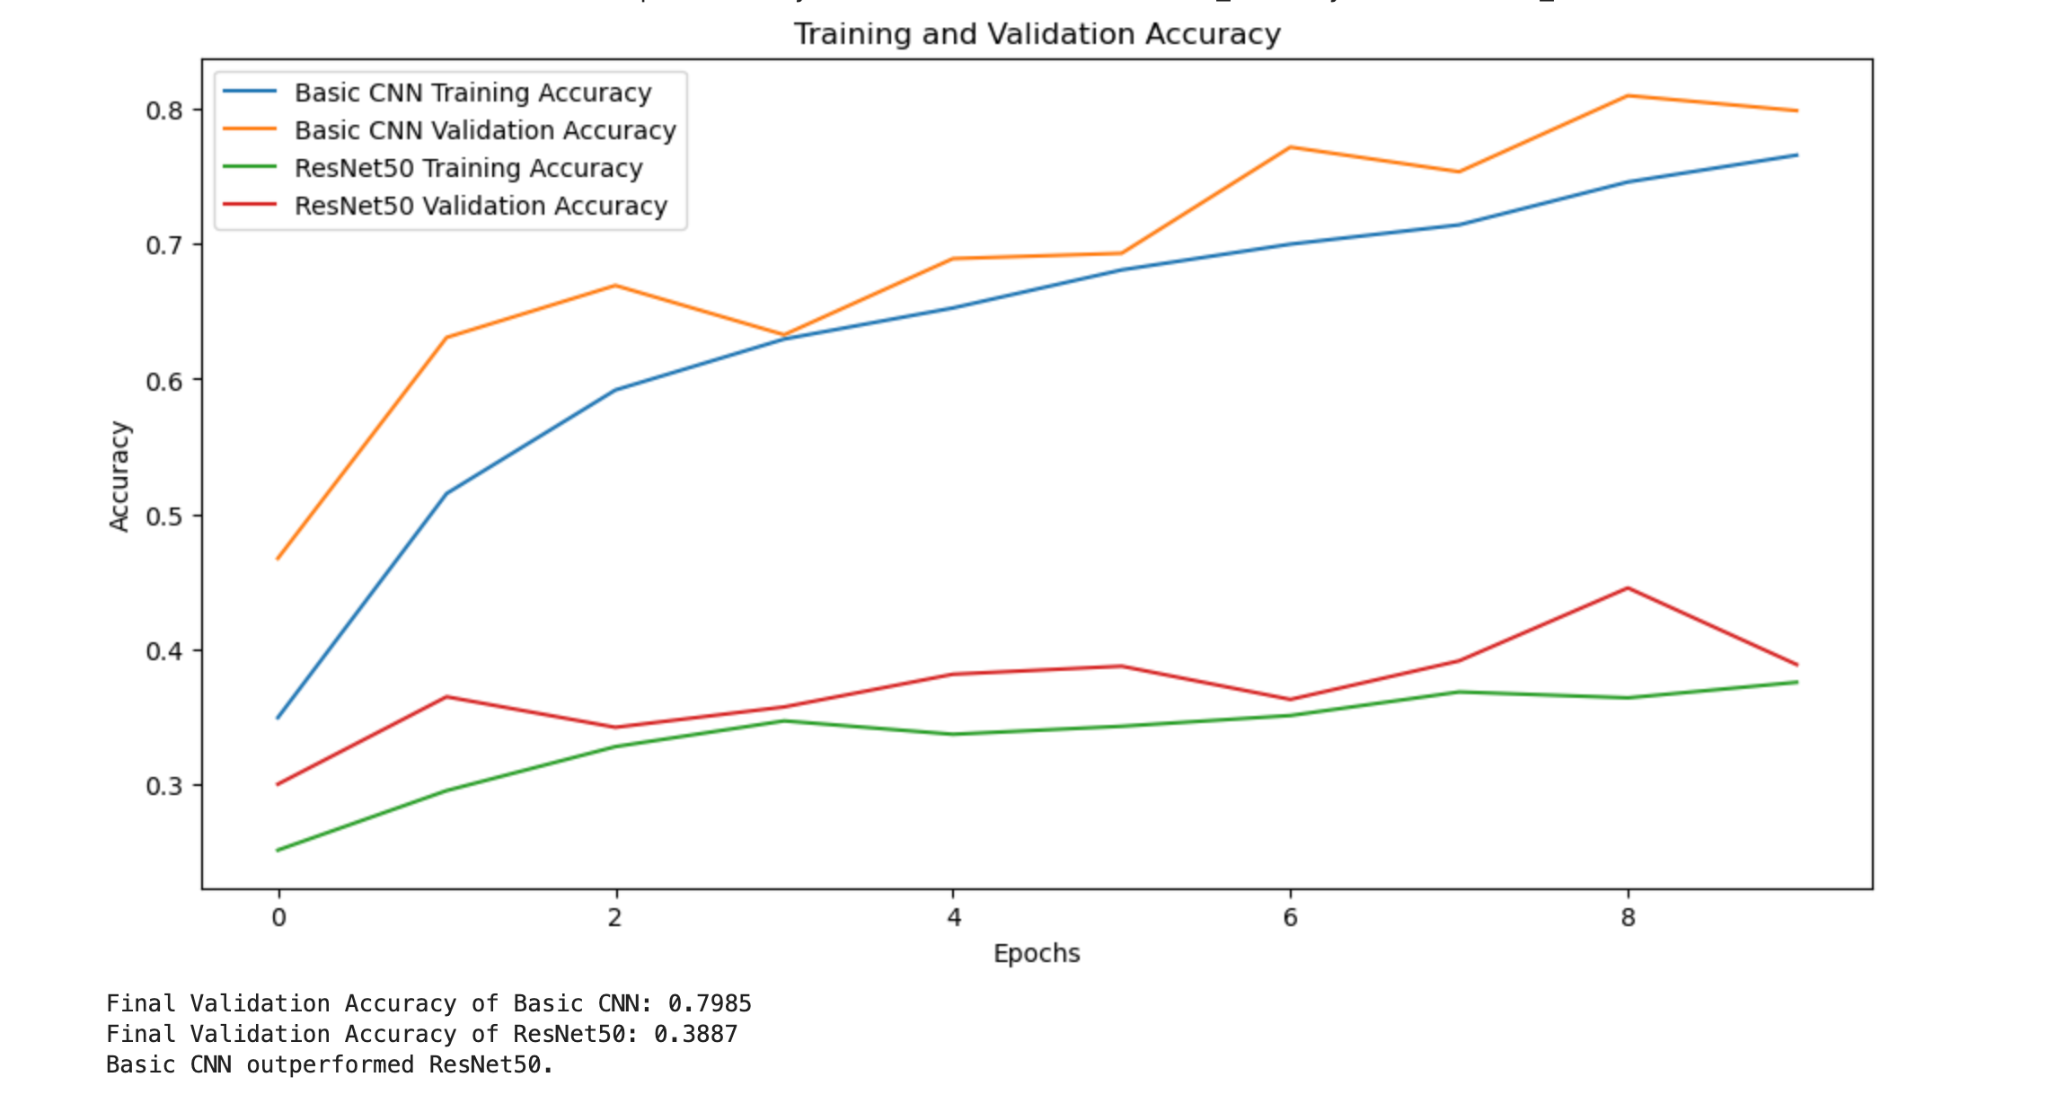 Training and Validation Accuracy
Basic CNN Training Accuracy
Basic CNN Validation Accuracy
ResNet50 Training Accuracy
ResNet50 Validation Accuracy
0.8
0.7
0.6
0.5
0.4
0.3
Accuracy
0 2 4 6 8
Epochs
Final Validation Accuracy of Basic CNN: 0.7985
Final Validation Accuracy of ResNet50: 0.3887
Basic CNN outperformed ResNet50.